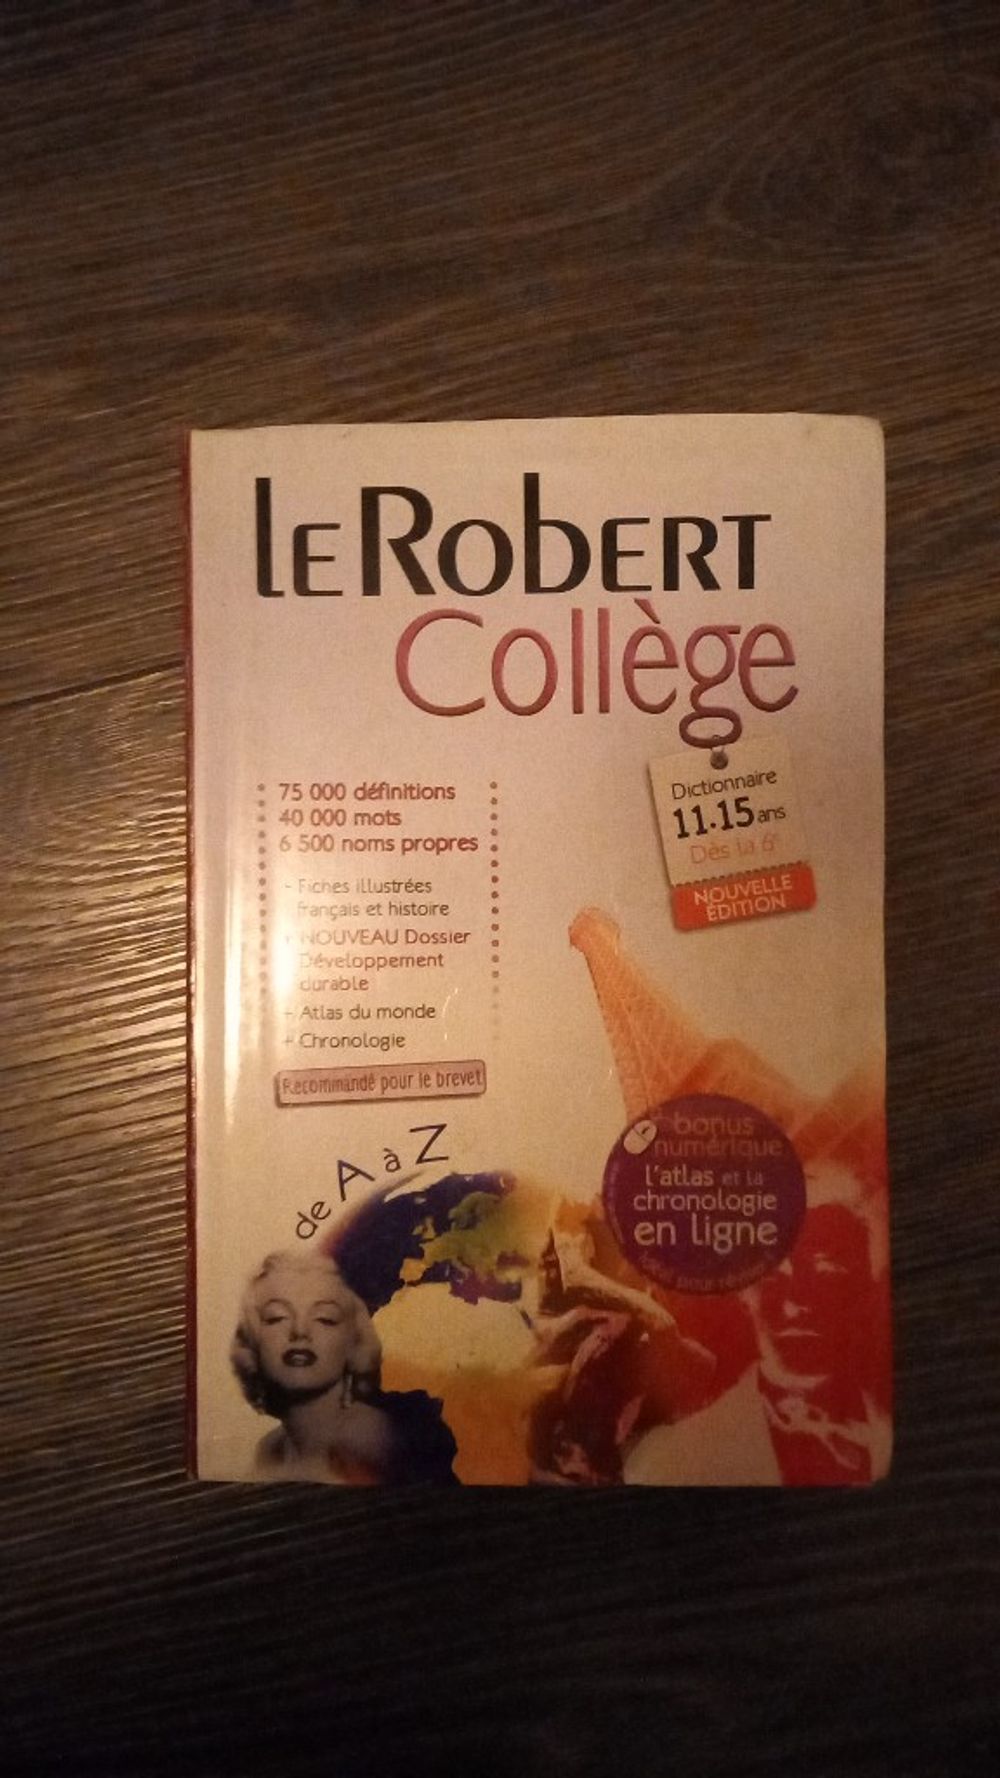 LE ROBERT
Collège
75 000 définitions
40 000 mots
6 500 noms propres
+ Fiches illustrées
français et histoire
+ NOUVEAU Dossier
Développement
durable
+ Atlas du monde
+ Chronologie
Recommandé pour le brevet
Dictionnaire
11.15 ans
Dès la 6e
NOUVELLE
ÉDITION
de A à Z
bonus
numérique
l'atlas et la
chronologie
en ligne